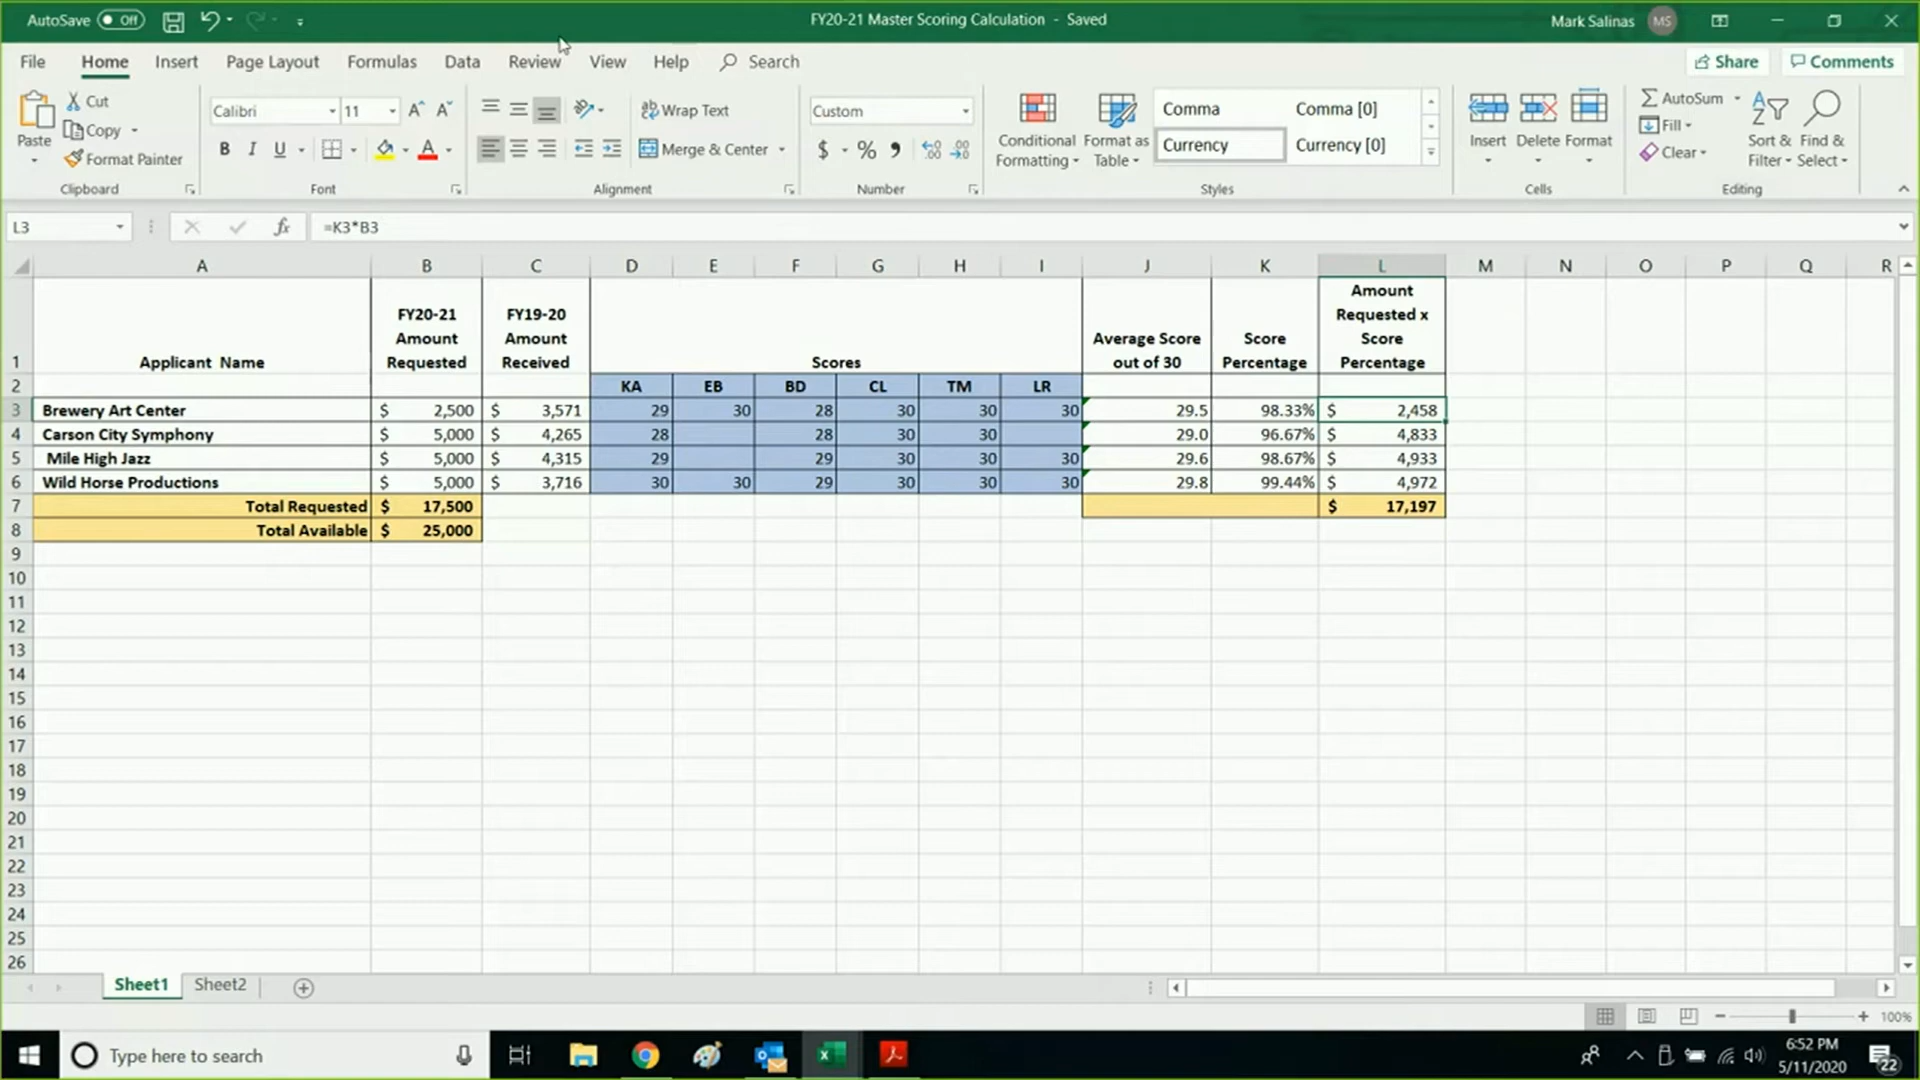 AutoSave Off FY20-21 Master Scoring Calculation - Saved Mark Salinas MS
File Home Insert Page Layout Formulas Data Review View Help Search Share Comments
Paste Cut Copy Format Painter Clipboard
Calibri 11 B I U A Font
Wrap Text Merge & Center Alignment
Custom $ % , Number
Conditional Formatting Format as Table Comma Comma [0] Currency Currency [0] Styles
Insert Delete Format Cells
AutoSum Fill Clear Sort & Filter Find & Select Editing
L3 fx =K3*B3
A B C D E F G H I J K L M N O P Q R
1 Applicant Name FY20-21 Amount Requested FY19-20 Amount Received Scores Average Score out of 30 Score Percentage Amount Requested x Score Percentage
2 KA EB BD CL TM LR
3 Brewery Art Center $ 2,500 $ 3,571 29 30 28 30 30 30 29.5 98.33% $ 2,458
4 Carson City Symphony $ 5,000 $ 4,265 28 28 30 30 29.0 96.67% $ 4,833
5 Mile High Jazz $ 5,000 $ 4,315 29 29 30 30 30 29.6 98.67% $ 4,933
6 Wild Horse Productions $ 5,000 $ 3,716 30 30 29 30 30 30 29.8 99.44% $ 4,972
7 Total Requested $ 17,500 $ 17,197
8 Total Available $ 25,000
9
10
11
12
13
14
15
16
17
18
19
20
21
22
23
24
25
26
Sheet1 Sheet2
100%
Type here to search
6:52 PM
5/11/2020
22